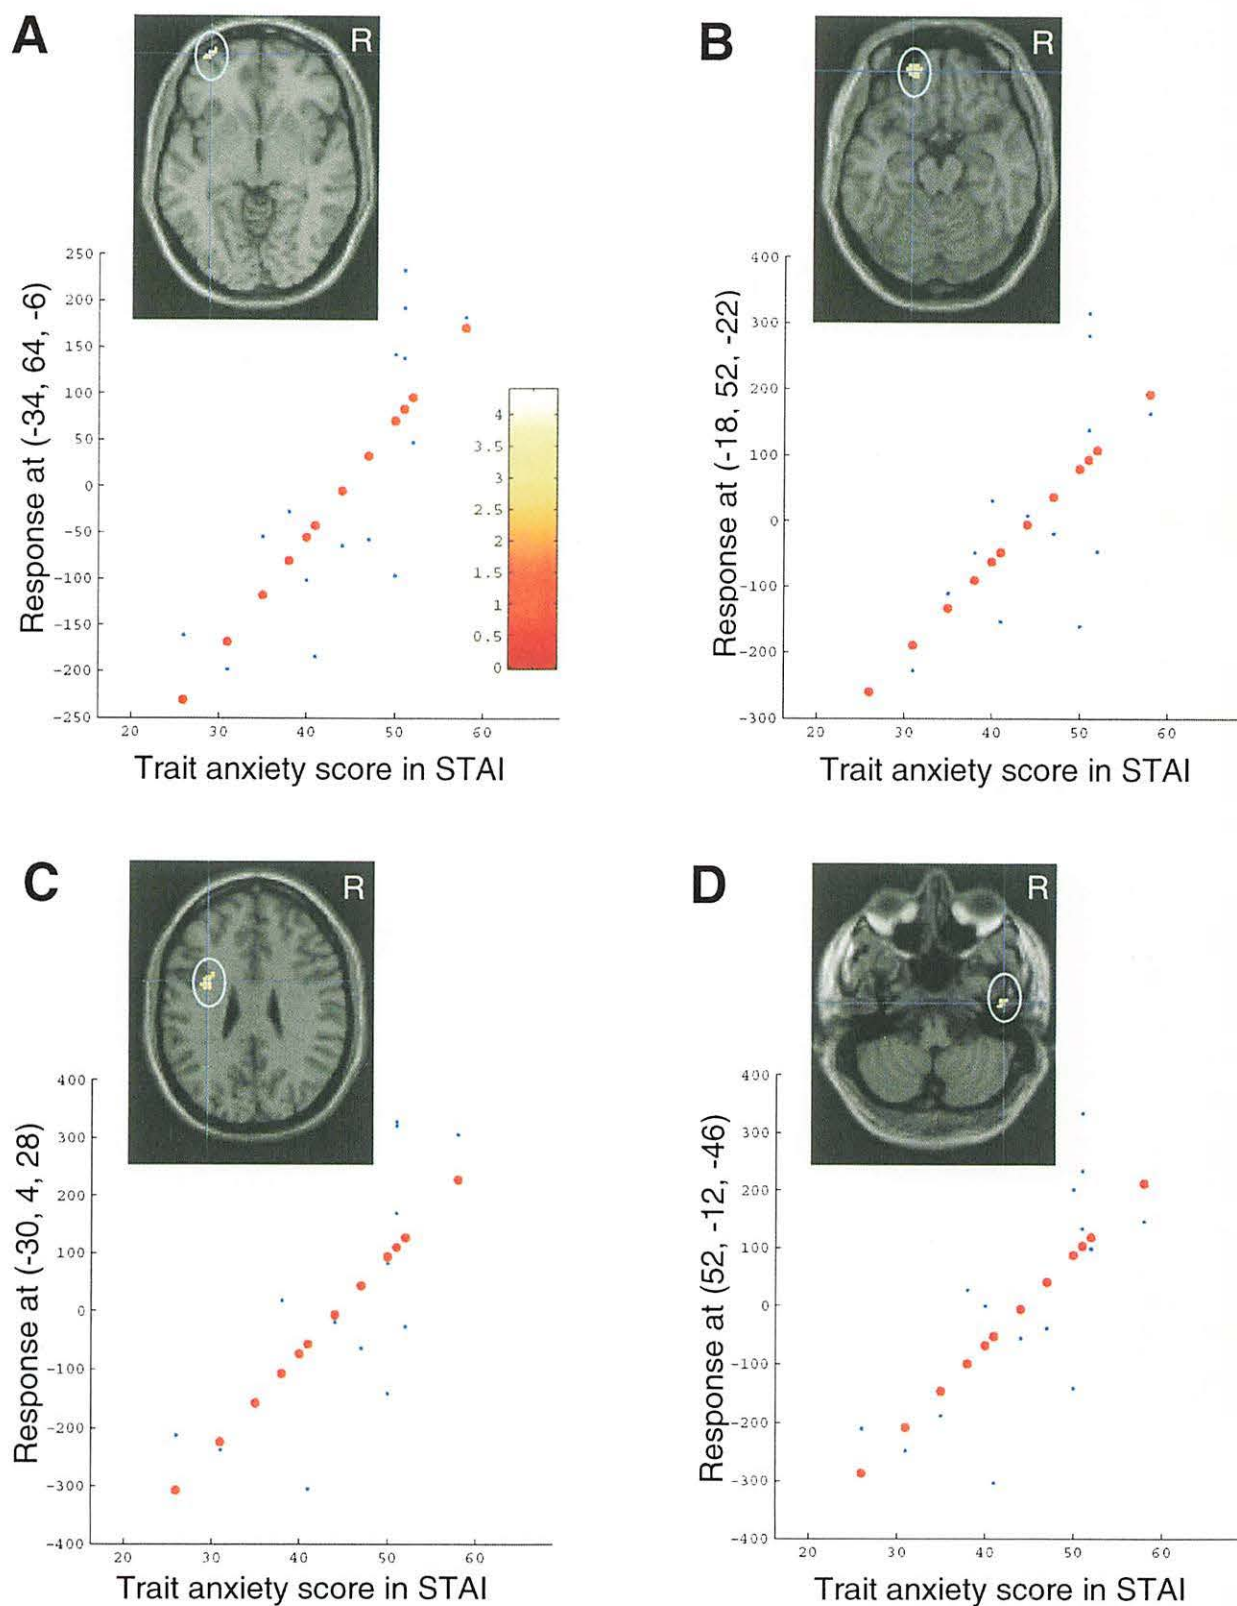 A
R
250
200
150
100
50
0
-50
-100
-150
-200
-250
20 30 40 50 60
Response at (-34, 64, -6)
Trait anxiety score in STAI
4
3.5
3
2.5
2
1.5
1
0.5
0
B
R
400
300
200
100
0
-100
-200
-300
20 30 40 50 60
Response at (-18, 52, -22)
Trait anxiety score in STAI
C
R
400
300
200
100
0
-100
-200
-300
-400
20 30 40 50 60
Response at (-30, 4, 28)
Trait anxiety score in STAI
D
R
400
300
200
100
0
-100
-200
-300
-400
20 30 40 50 60
Response at (52, -12, -46)
Trait anxiety score in STAI